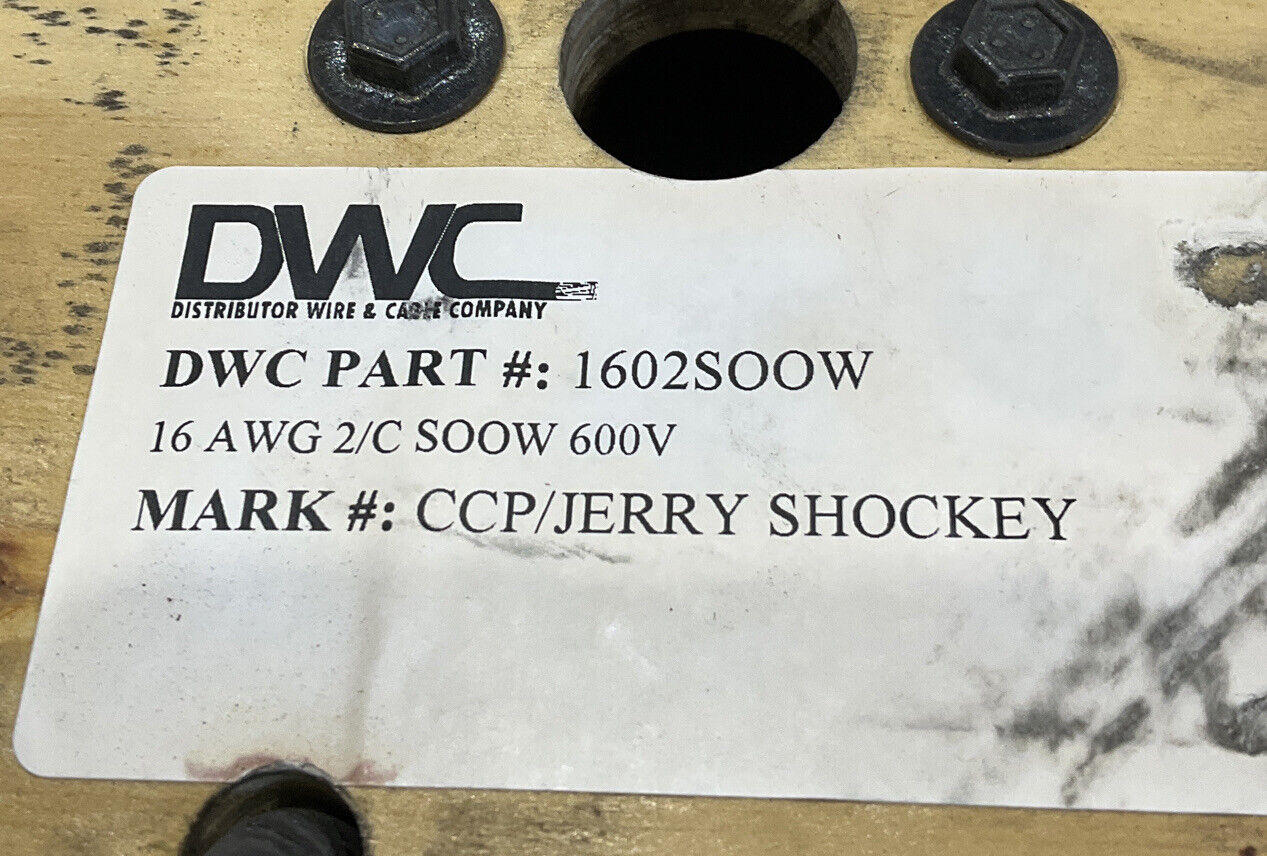 DWC
DISTRIBUTOR WIRE & CABLE COMPANY
DWC PART #: 1602SOOW
16 AWG 2/C SOOW 600V
MARK #: CCP/JERRY SHOCKEY